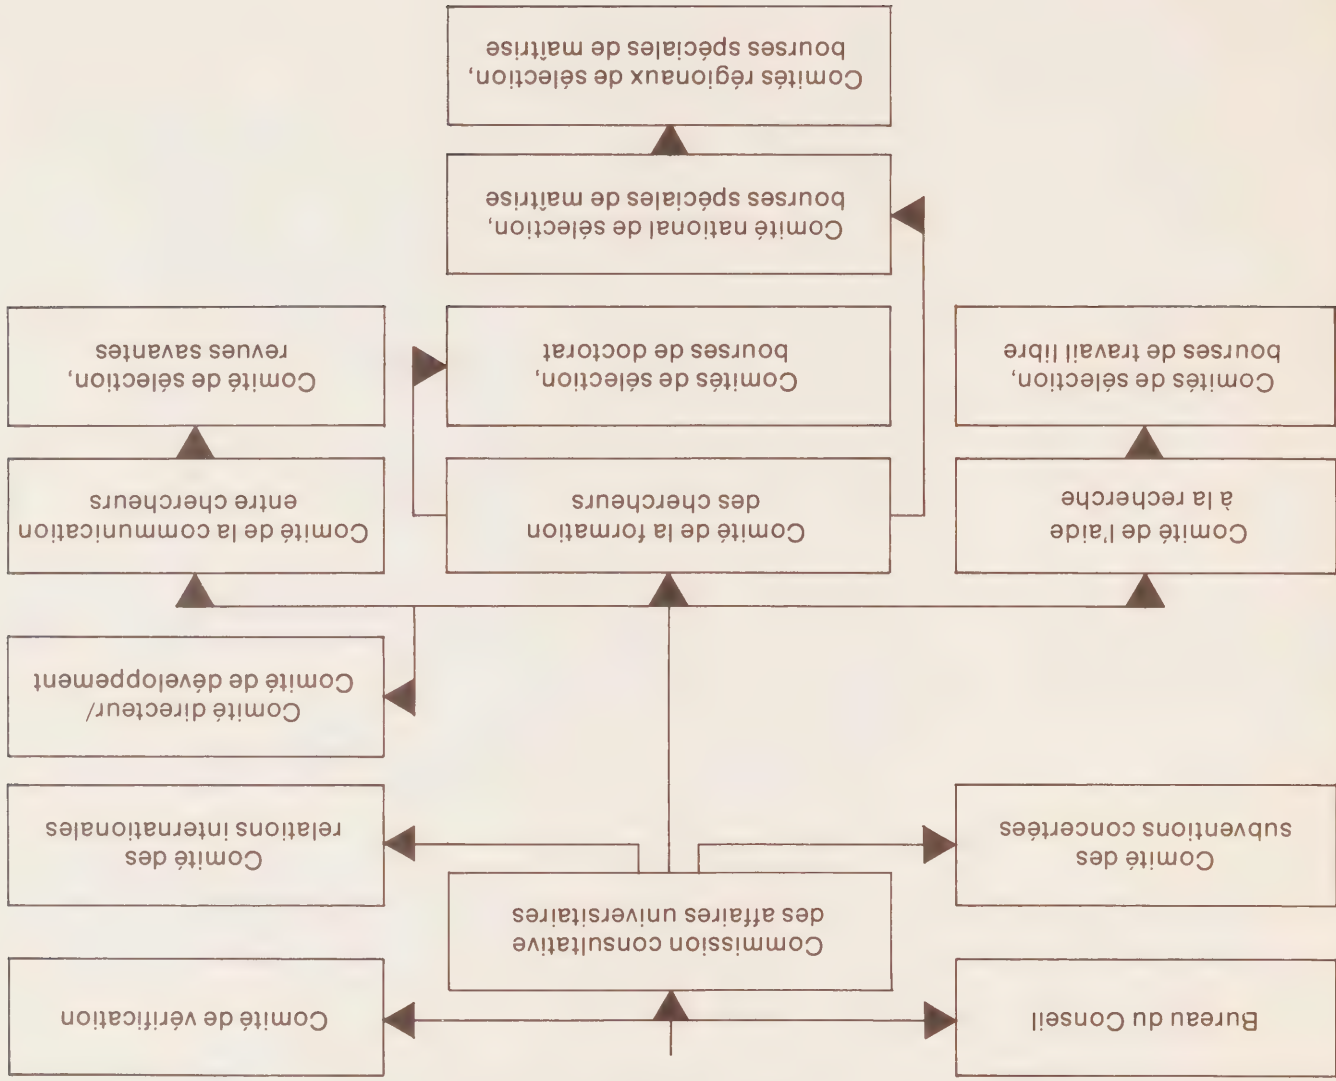 Bureau du Conseil
Commission consultative
des affaires universitaires
Comité de vérification
Comité des
subventions concertées
Comité des
relations internationales
Comité directeur/
Comité de développement
Comité de l'aide
à la recherche
Comité de la formation
des chercheurs
Comité de la communication
entre chercheurs
Comités de sélection,
bourses de travail libre
Comités de sélection,
bourses de doctorat
Comité de sélection,
revues savantes
Comité national de sélection,
bourses spéciales de maîtrise
Comités régionaux de sélection,
bourses spéciales de maîtrise